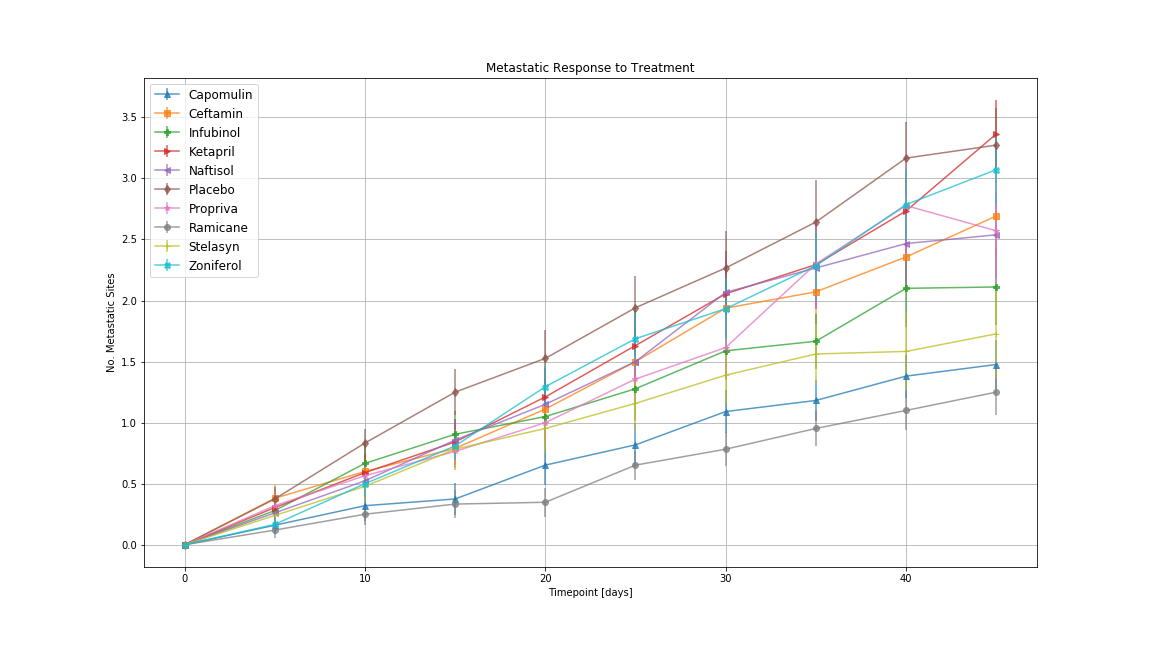 Metastatic Response to Treatment
Capomulin
Ceftamin
Infubinol
Ketapril
Naftisol
Placebo
Propriva
Ramicane
Stelasyn
Zoniferol
No. Metastatic Sites
3.5
3.0
2.5
2.0
1.5
1.0
0.5
0.0
0 10 20 30 40
Timepoint [days]